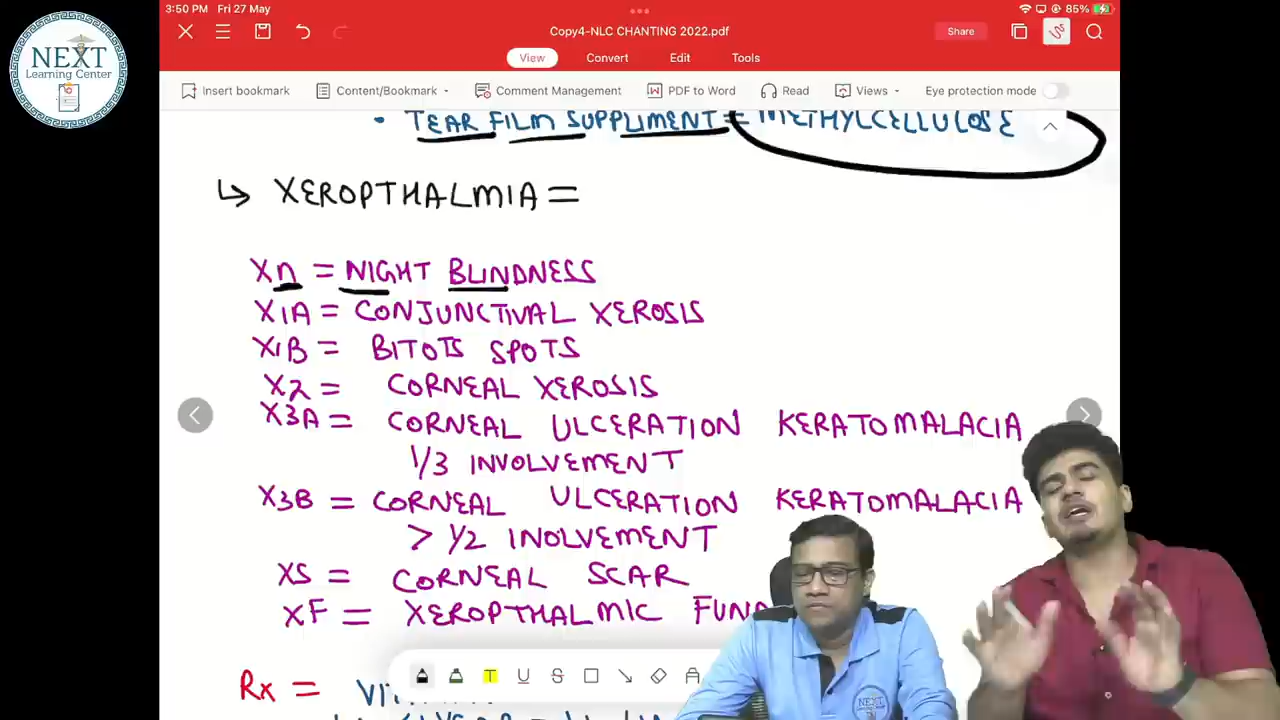 3:50 PM Fri 27 May
85%
NEXT
Learning Center
Copy4-NLC CHANTING 2022.pdf
Share
View Convert Edit Tools
Insert bookmark Content/Bookmark Comment Management PDF to Word Read Views Eye protection mode
• TEAR FILM SUPPLIMENT = METHYLCELLULOSE
↳ XEROPTHALMIA =
Xn = NIGHT BLINDNESS
X1A = CONJUNCTIVAL XEROSIS
X1B = BITOTS SPOTS
X2 = CORNEAL XEROSIS
X3A = CORNEAL ULCERATION KERATOMALACIA
1/3 INVOLVEMENT
X3B = CORNEAL ULCERATION KERATOMALACIA
> 1/2 INOLVEMENT
XS = CORNEAL SCAR
XF = XEROPTHALMIC
Rx =
NEXT